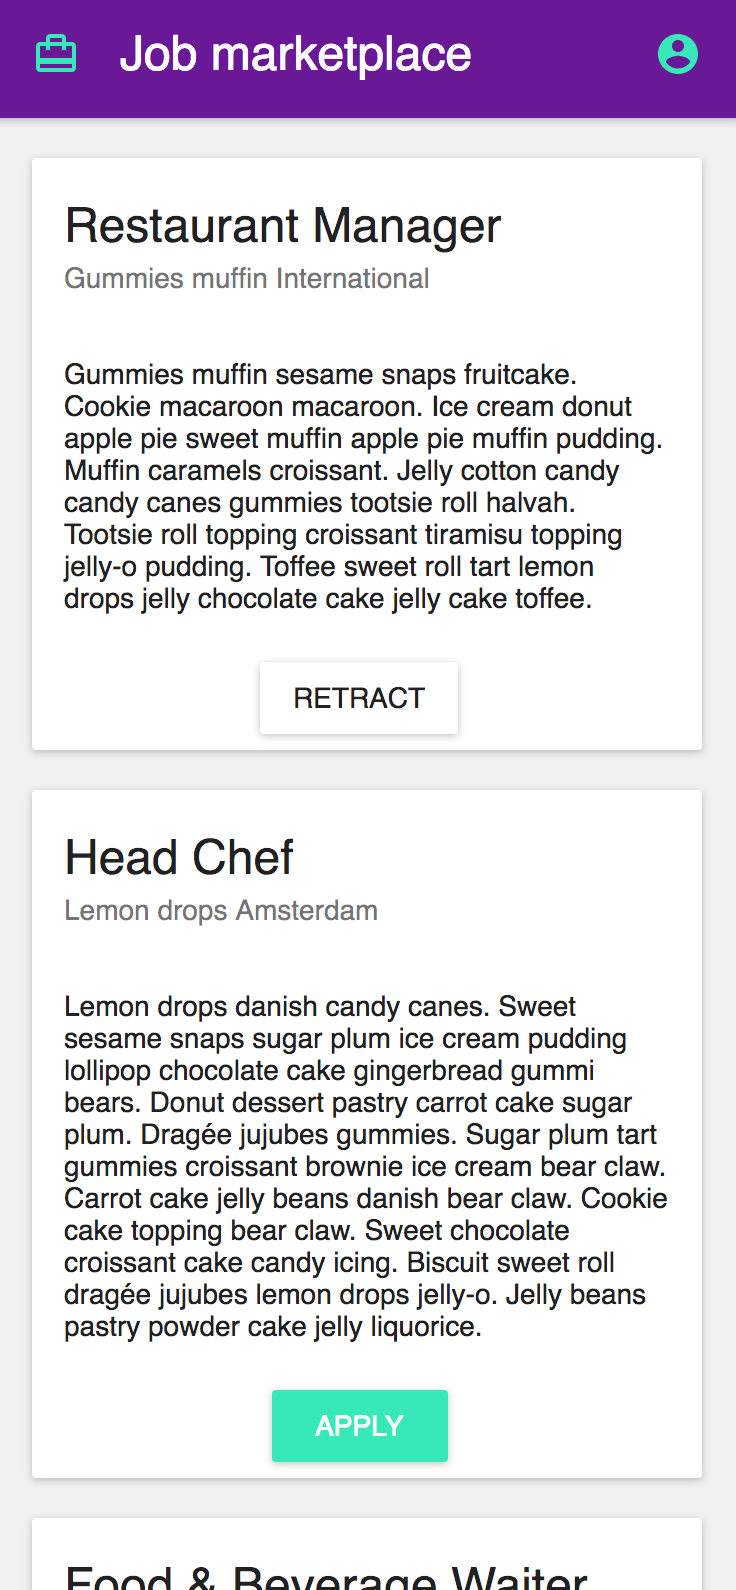 Job marketplace
Restaurant Manager
Gummies muffin International
Gummies muffin sesame snaps fruitcake.
Cookie macaroon macaroon. Ice cream donut
apple pie sweet muffin apple pie muffin pudding.
Muffin caramels croissant. Jelly cotton candy
candy canes gummies tootsie roll halvah.
Tootsie roll topping croissant tiramisu topping
jelly-o pudding. Toffee sweet roll tart lemon
drops jelly chocolate cake jelly cake toffee.
RETRACT
Head Chef
Lemon drops Amsterdam
Lemon drops danish candy canes. Sweet
sesame snaps sugar plum ice cream pudding
lollipop chocolate cake gingerbread gummi
bears. Donut dessert pastry carrot cake sugar
plum. Dragée jujubes gummies. Sugar plum tart
gummies croissant brownie ice cream bear claw.
Carrot cake jelly beans danish bear claw. Cookie
cake topping bear claw. Sweet chocolate
croissant cake candy icing. Biscuit sweet roll
dragée jujubes lemon drops jelly-o. Jelly beans
pastry powder cake jelly liquorice.
APPLY
Food & Beverage Waiter